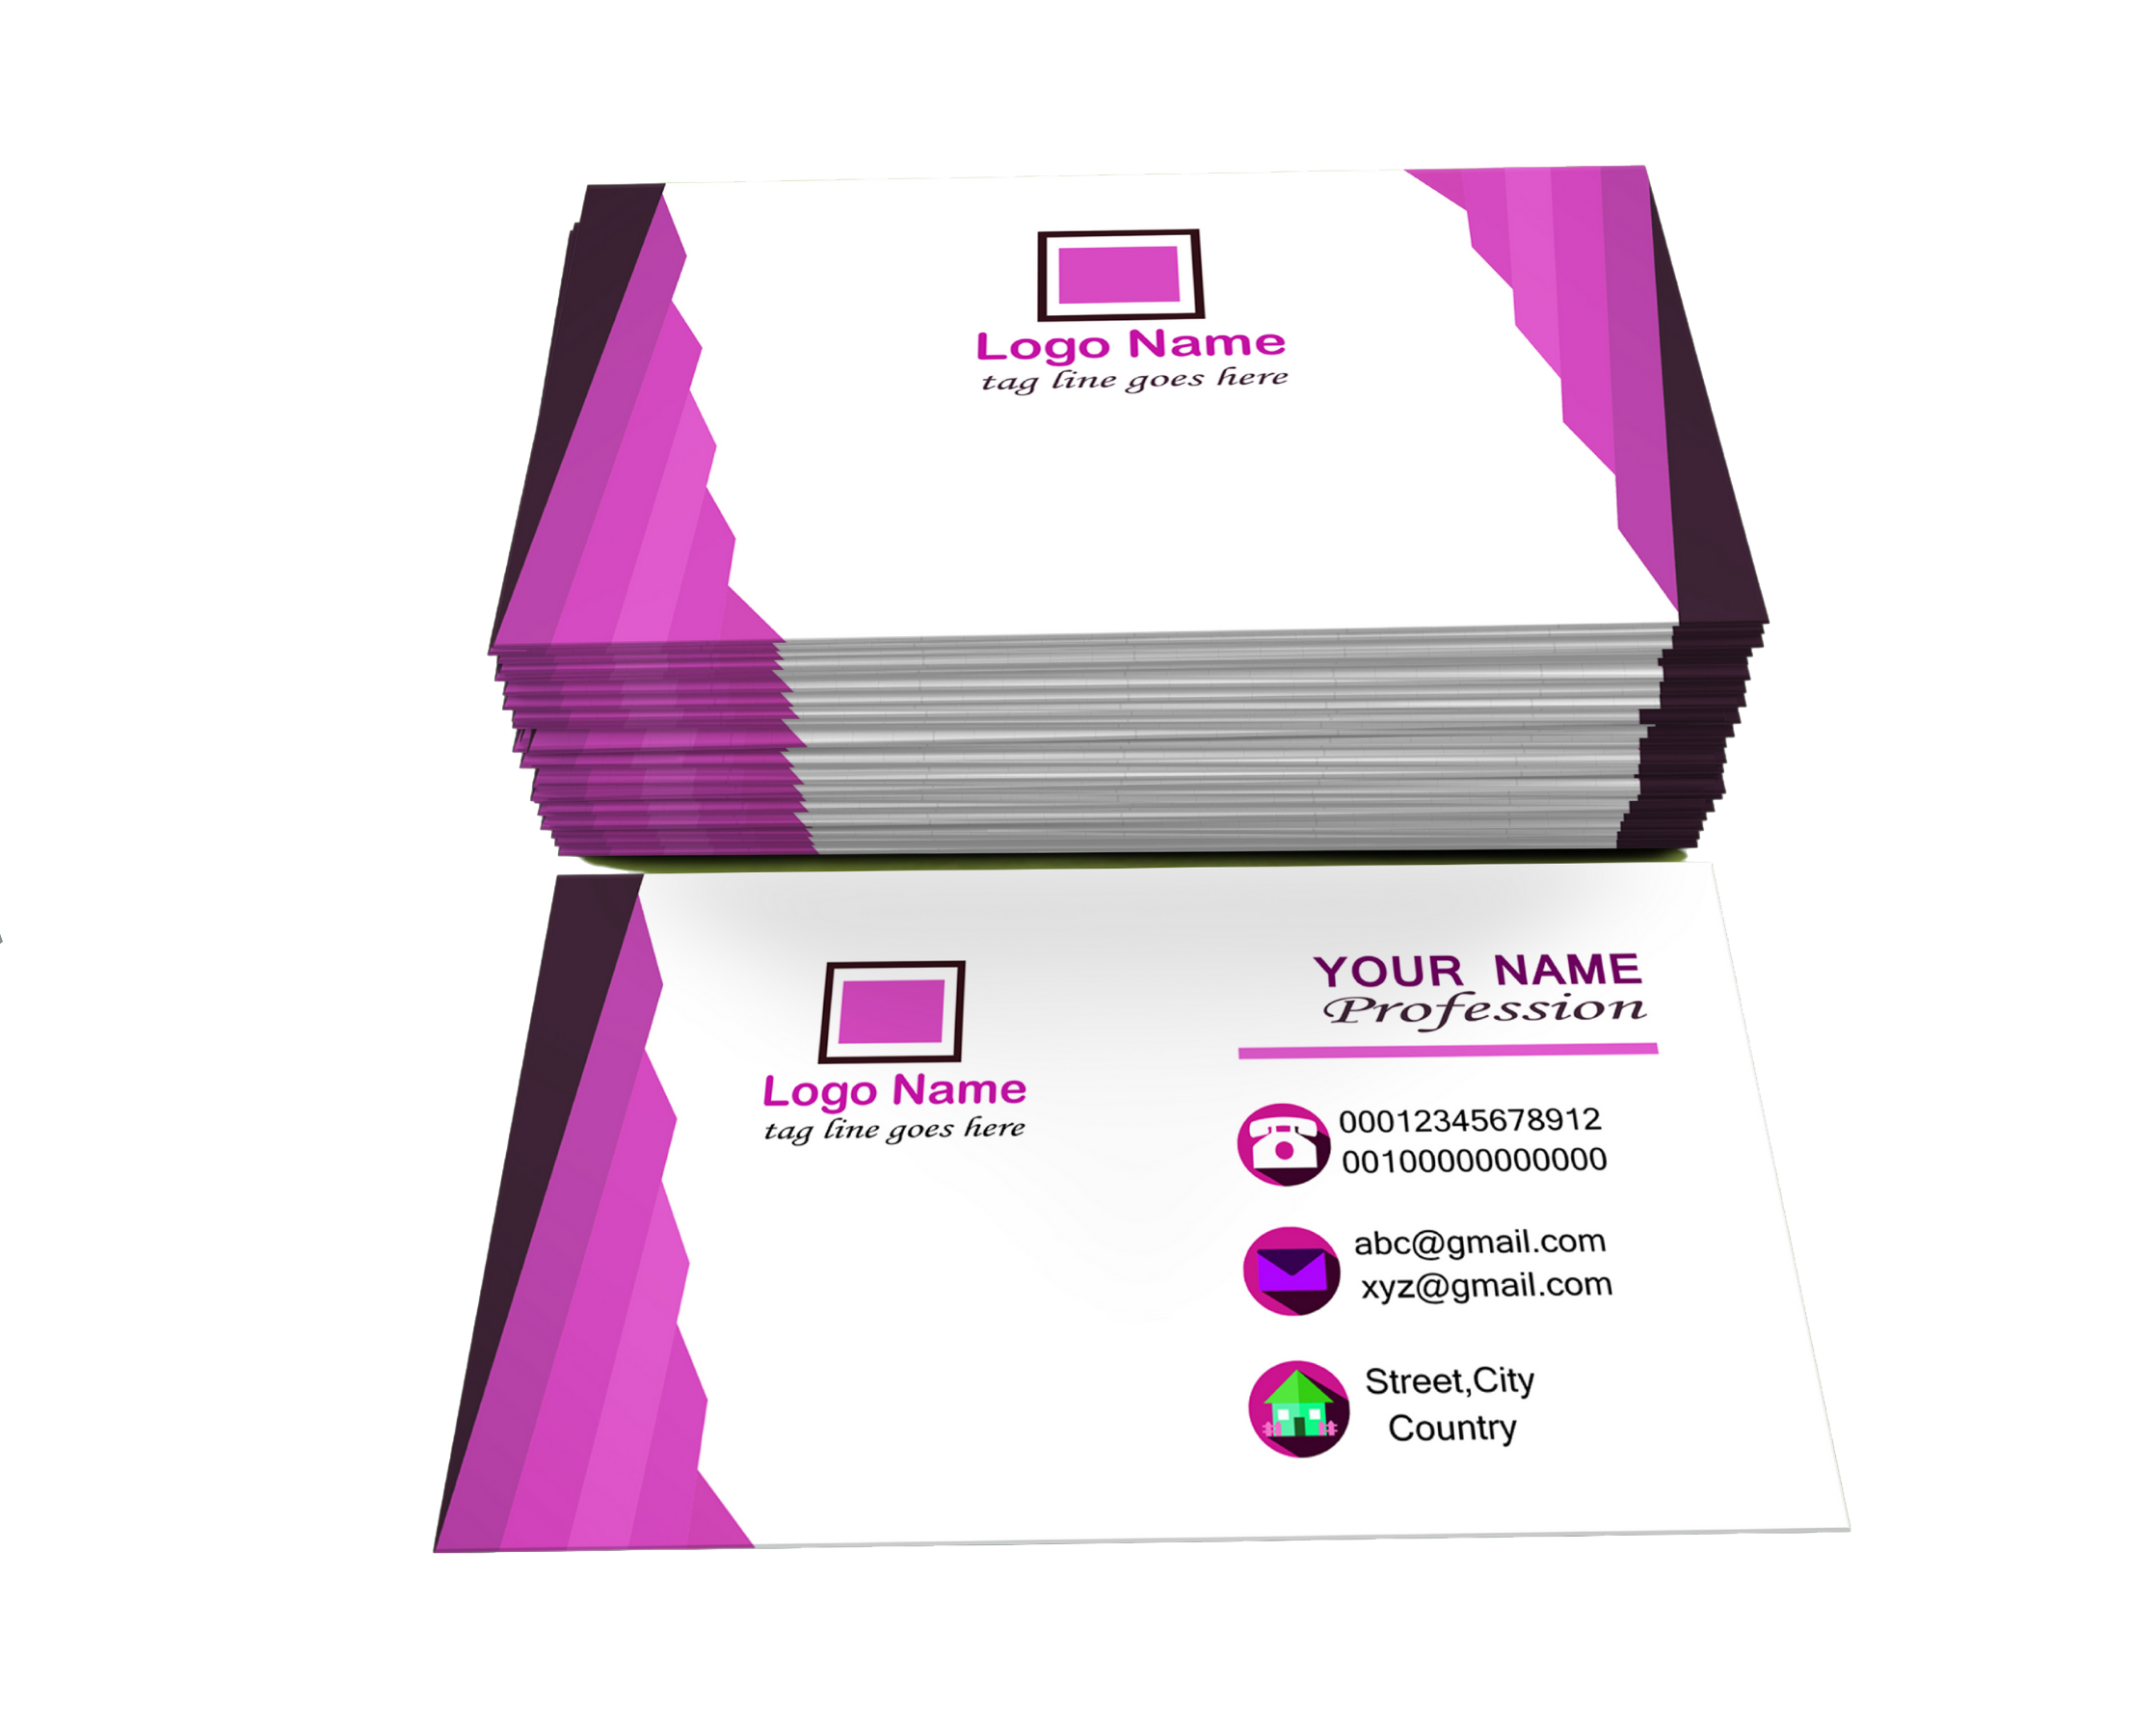 Logo Name
tag line goes here
Logo Name
tag line goes here
YOUR NAME
Profession
00012345678912
00100000000000
abc@gmail.com
xyz@gmail.com
Street,City
Country